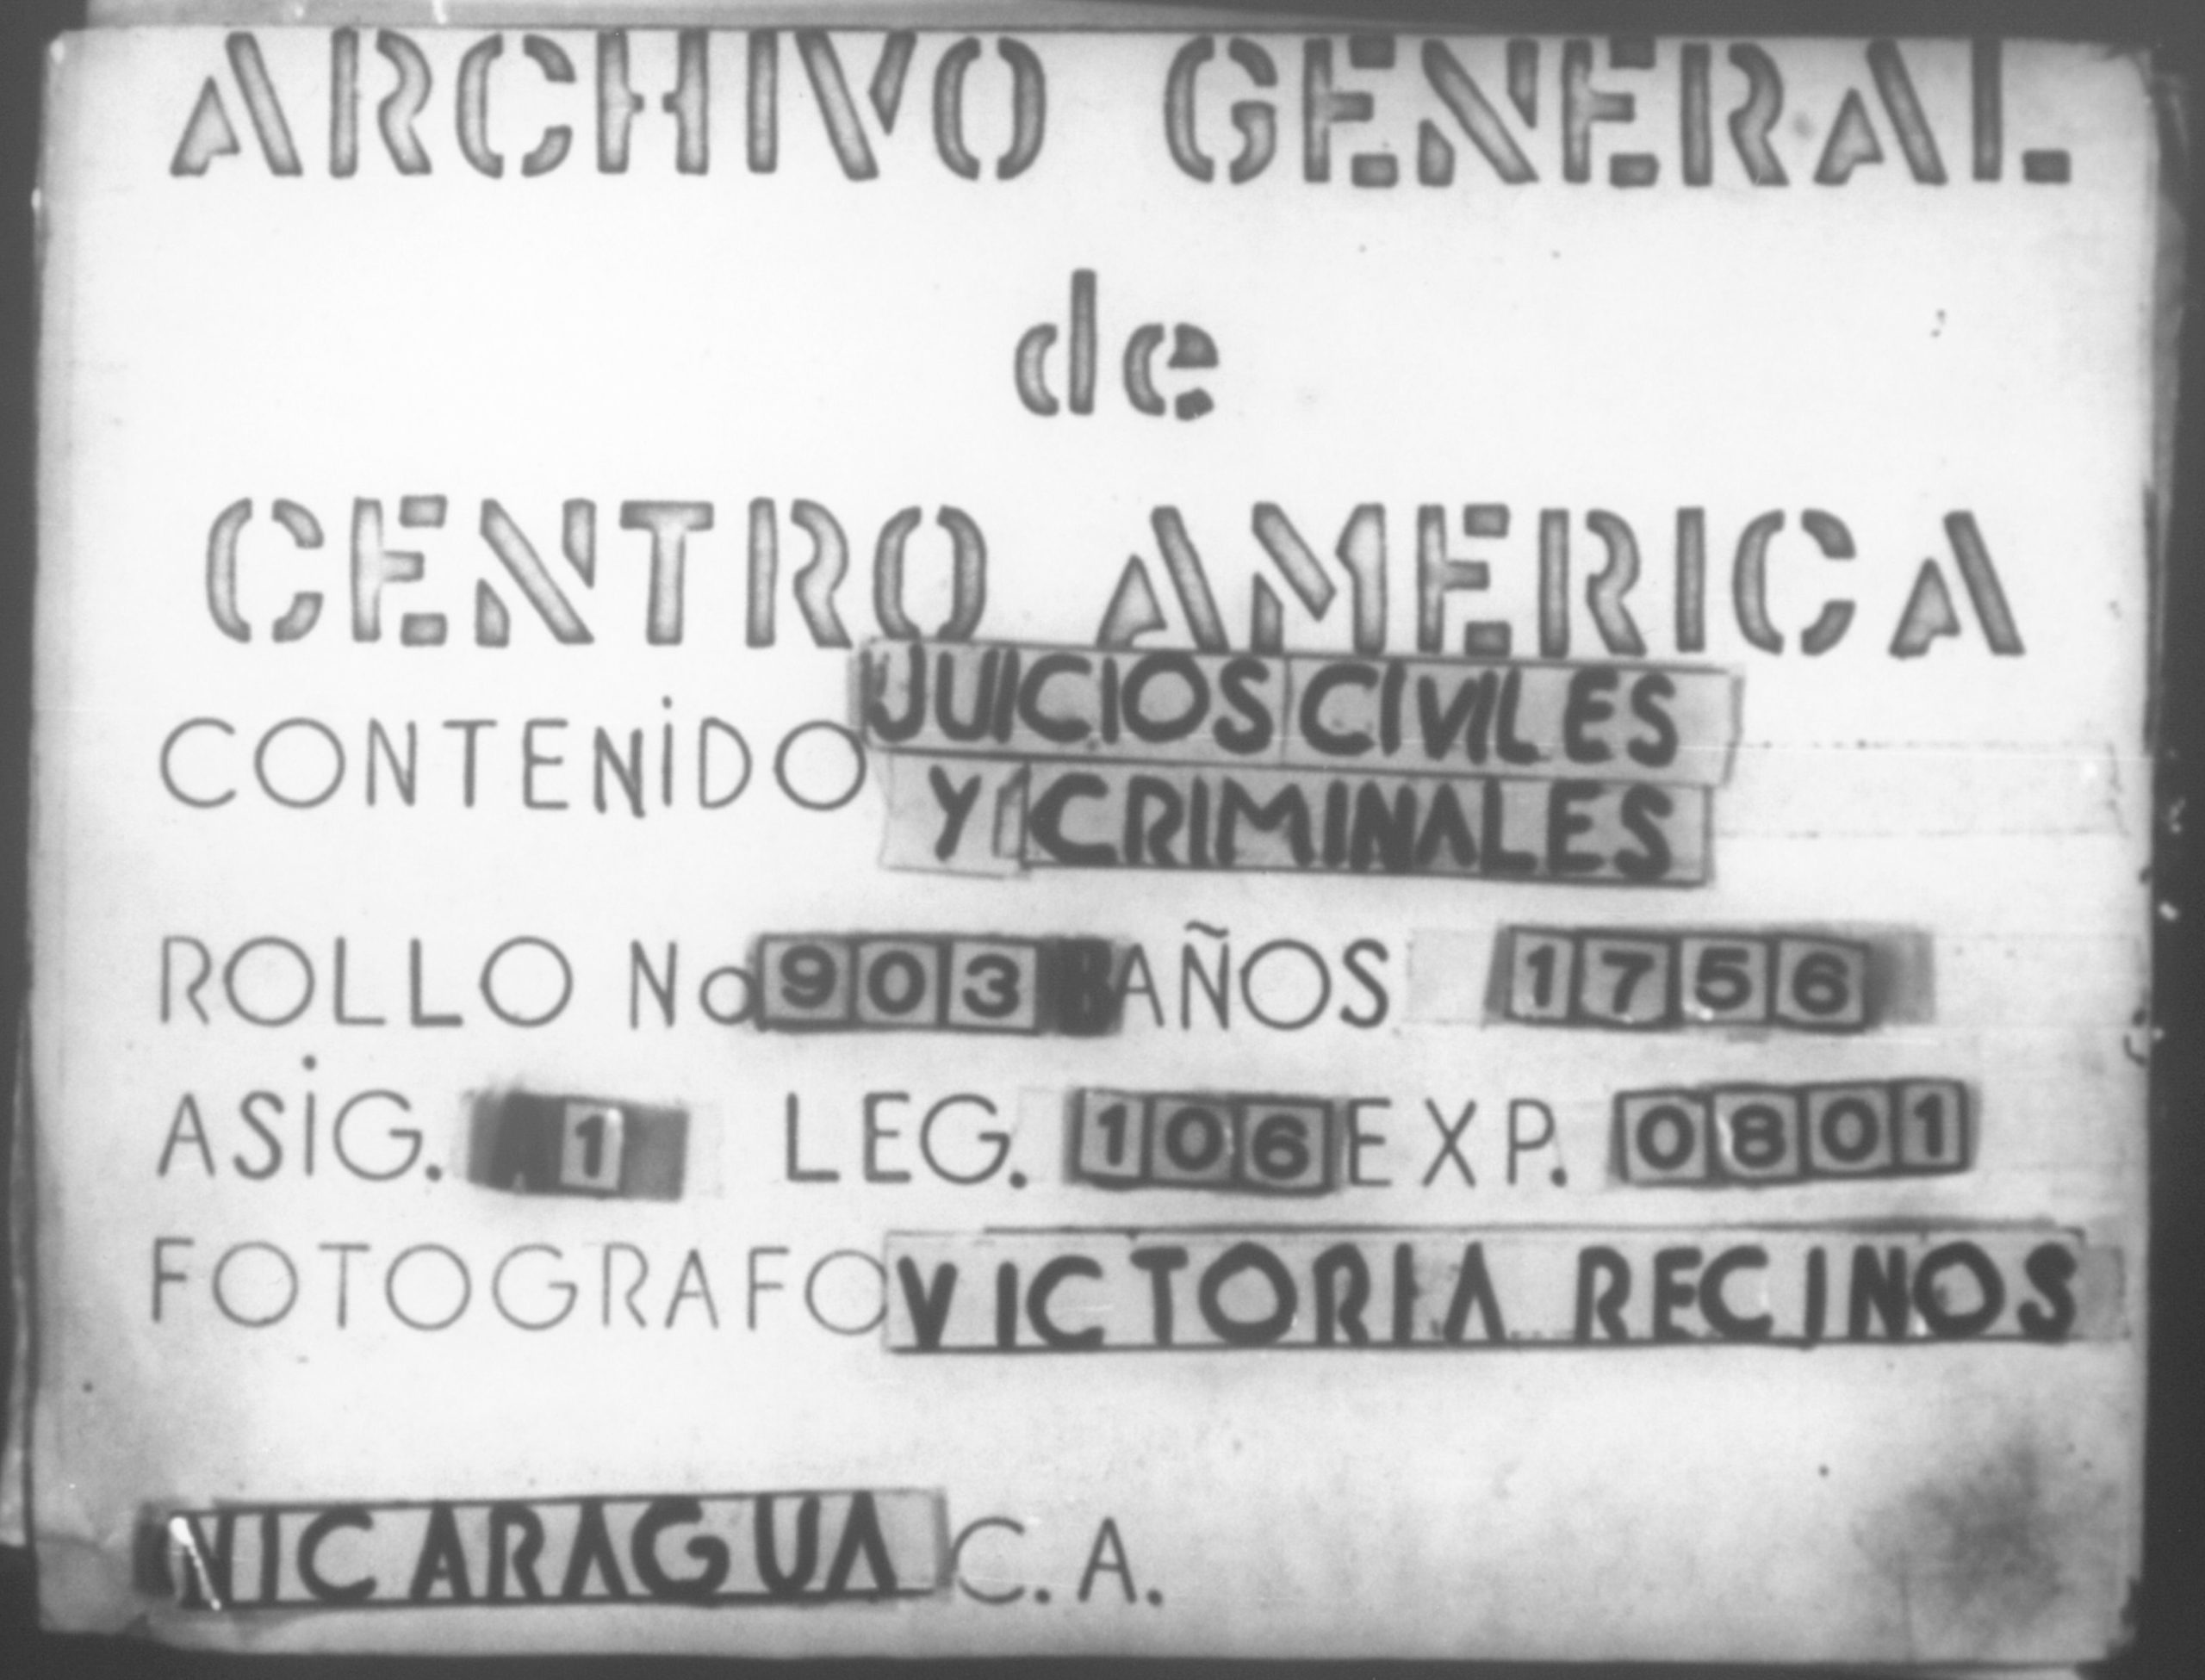 ARCHIVO GENERAL
de
CENTRO AMERICA
CONTENIDO JUICIOS CIVILES
Y CRIMINALES
ROLLO No 903 AÑOS 1756
ASIG. 1 LEG. 106 EXP. 0801
FOTOGRAFO VICTORIA RECINOS
NICARAGUA C. A.